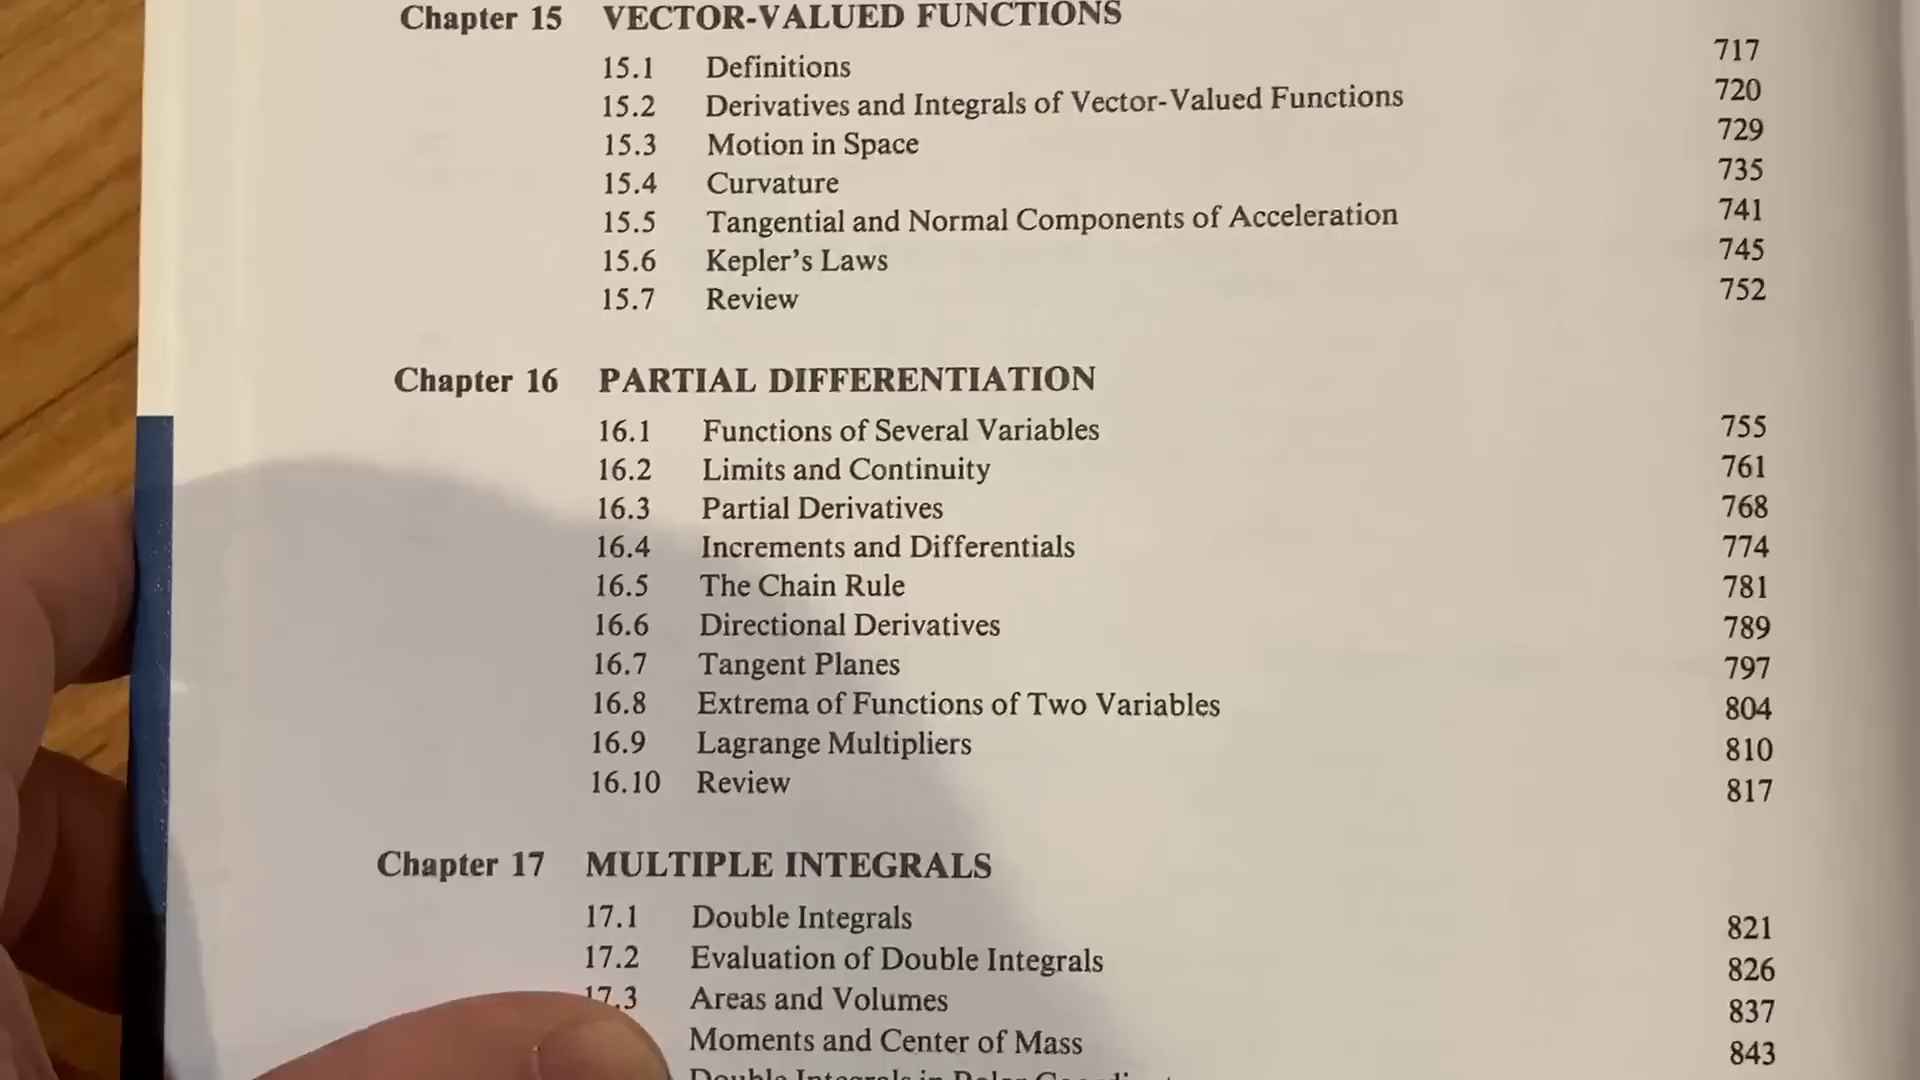 Chapter 15 VECTOR-VALUED FUNCTIONS
15.1 Definitions 717
15.2 Derivatives and Integrals of Vector-Valued Functions 720
15.3 Motion in Space 729
15.4 Curvature 735
15.5 Tangential and Normal Components of Acceleration 741
15.6 Kepler's Laws 745
15.7 Review 752
Chapter 16 PARTIAL DIFFERENTIATION
16.1 Functions of Several Variables 755
16.2 Limits and Continuity 761
16.3 Partial Derivatives 768
16.4 Increments and Differentials 774
16.5 The Chain Rule 781
16.6 Directional Derivatives 789
16.7 Tangent Planes 797
16.8 Extrema of Functions of Two Variables 804
16.9 Lagrange Multipliers 810
16.10 Review 817
Chapter 17 MULTIPLE INTEGRALS
17.1 Double Integrals 821
17.2 Evaluation of Double Integrals 826
17.3 Areas and Volumes 837
Moments and Center of Mass 843
Double Integrals in Polar